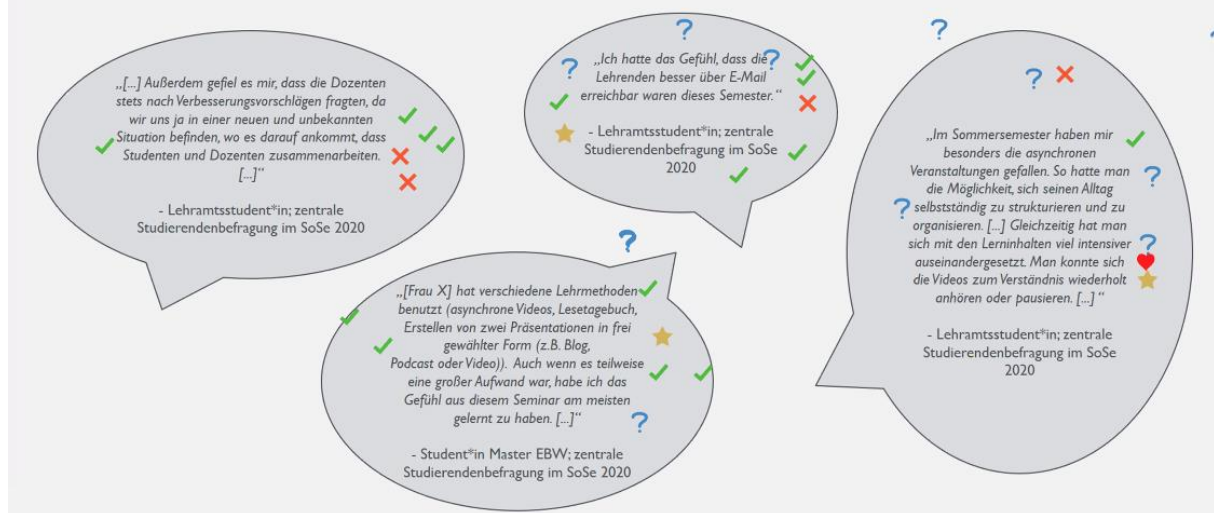 „[...] Außerdem gefiel es mir, dass die Dozenten
stets nach Verbesserungsvorschlägen fragten, da
wir uns ja in einer neuen und unbekannten
Situation befinden, wo es darauf ankommt, dass
Studenten und Dozenten zusammenarbeiten.
[...]“
- Lehramtsstudent*in; zentrale
Studierendenbefragung im SoSe 2020
„Ich hatte das Gefühl, dass die
Lehrenden besser über E-Mail
erreichbar waren dieses Semester.“
- Lehramtsstudent*in; zentrale
Studierendenbefragung im SoSe
2020
„[Frau X] hat verschiedene Lehrmethoden
benutzt (asynchrone Videos, Lesetagebuch,
Erstellen von zwei Präsentationen in frei
gewählter Form (z.B. Blog,
Podcast oder Video)). Auch wenn es teilweise
eine großer Aufwand war, habe ich das
Gefühl aus diesem Seminar am meisten
gelernt zu haben. [...]“
- Student*in Master EBW; zentrale
Studierendenbefragung im SoSe 2020
„Im Sommersemester haben mir
besonders die asynchronen
Veranstaltungen gefallen. So hatte man
die Möglichkeit, sich seinen Alltag
selbstständig zu strukturieren und zu
organisieren. [...] Gleichzeitig hat man
sich mit den Lerninhalten viel intensiver
auseinandergesetzt. Man konnte sich
die Videos zum Verständnis wiederholt
anhören oder pausieren. [...] “
- Lehramtsstudent*in; zentrale
Studierendenbefragung im SoSe
2020